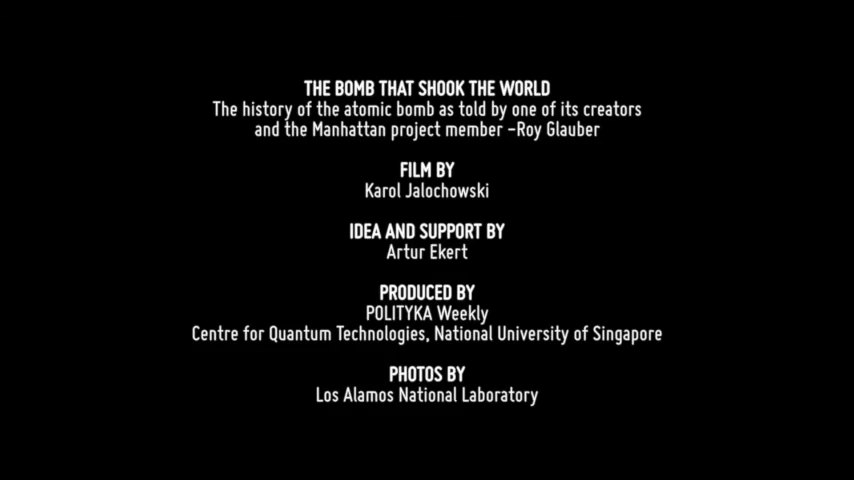 THE BOMB THAT SHOOK THE WORLD
The history of the atomic bomb as told by one of its creators
and the Manhattan project member –Roy Glauber
FILM BY
Karol Jalochowski
IDEA AND SUPPORT BY
Artur Ekert
PRODUCED BY
POLITYKA Weekly
Centre for Quantum Technologies, National University of Singapore
PHOTOS BY
Los Alamos National Laboratory